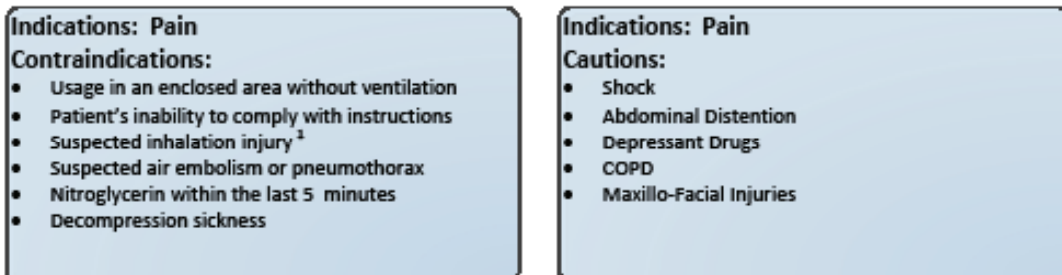 Indications: Pain
Contraindications:
• Usage in an enclosed area without ventilation
• Patient's inability to comply with instructions
• Suspected inhalation injury ¹
• Suspected air embolism or pneumothorax
• Nitroglycerin within the last 5 minutes
• Decompression sickness
Indications: Pain
Cautions:
• Shock
• Abdominal Distention
• Depressant Drugs
• COPD
• Maxillo-Facial Injuries